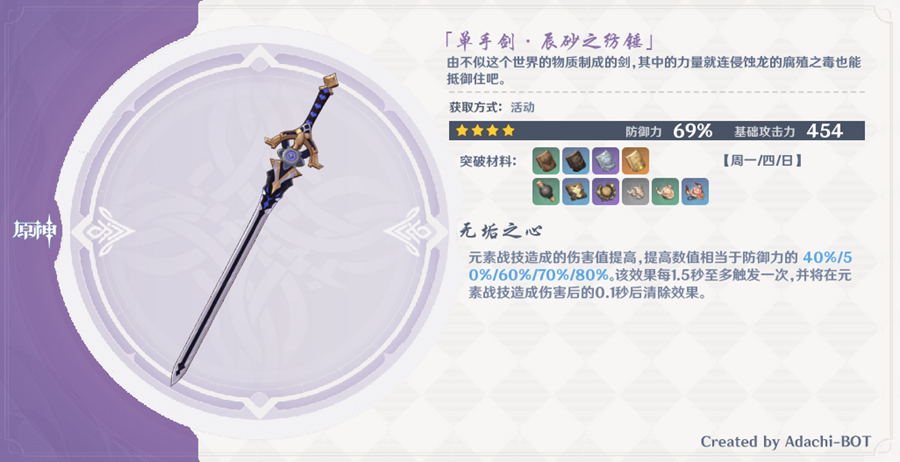 「单手剑·辰砂之纺锤」
由不似这个世界的物质制成的剑,其中的力量就连侵蚀龙的腐殖之毒也能
抵御住吧。
获取方式: 活动
防御力 69% 基础攻击力 454
突破材料: 【周一/四/日】
原神
无垢之心
元素战技造成的伤害值提高,提高数值相当于防御力的 40%/5
0%/60%/70%/80%。该效果每1.5秒至多触发一次,并将在元
素战技造成伤害后的0.1秒后清除效果。
Created by Adachi-BOT